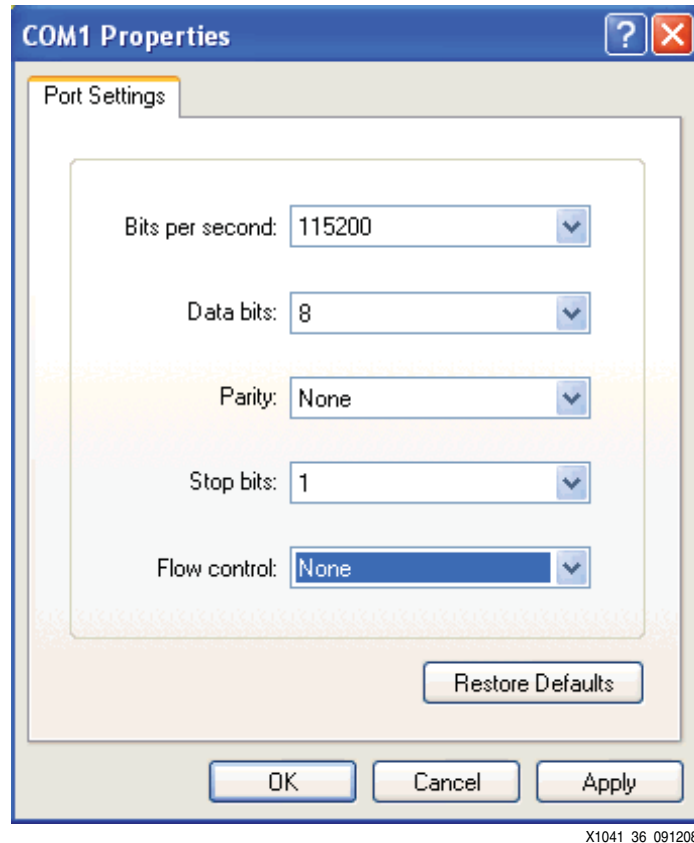 COM1 Properties
Port Settings
Bits per second: 115200
Data bits: 8
Parity: None
Stop bits: 1
Flow control: None
Restore Defaults
OK Cancel Apply
X1041_36_091208